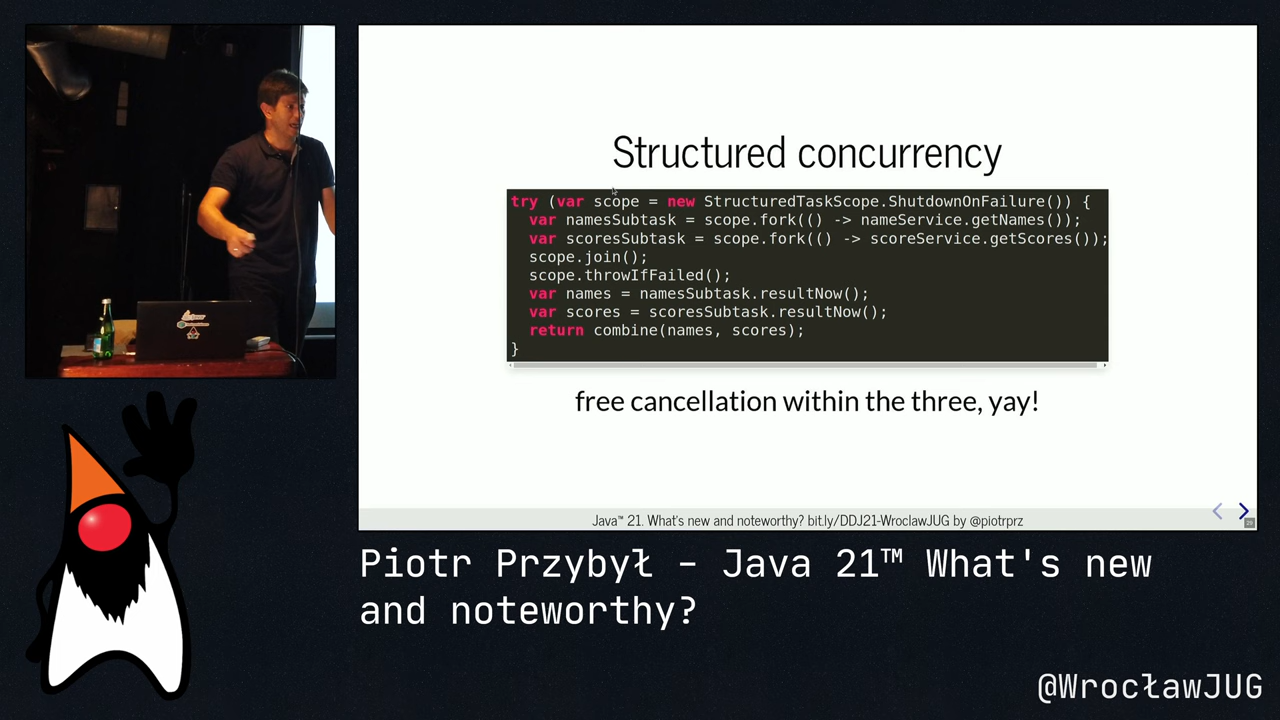 Structured concurrency
try (var scope = new StructuredTaskScope.ShutdownOnFailure()) {
  var namesSubtask = scope.fork(() -> nameService.getNames());
  var scoresSubtask = scope.fork(() -> scoreService.getScores());
  scope.join();
  scope.throwIfFailed();
  var names = namesSubtask.resultNow();
  var scores = scoresSubtask.resultNow();
  return combine(names, scores);
}
free cancellation within the three, yay!
Java™ 21. What's new and noteworthy? bit.ly/DDJ21-WroclawJUG by @piotrprz
Piotr Przybył – Java 21™ What's new
and noteworthy?
@WrocławJUG